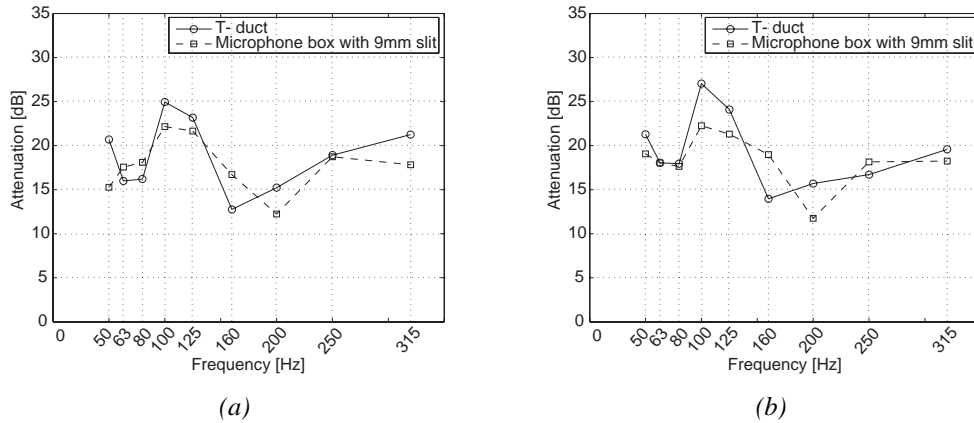 35
30
25
20
15
10
5
0
Attenuation [dB]
T- duct
Microphone box with 9mm slit
0 50 63 80 100 125 160 200 250 315
Frequency [Hz]
(a)
35
30
25
20
15
10
5
0
Attenuation [dB]
T- duct
Microphone box with 9mm slit
0 50 63 80 100 125 160 200 250 315
Frequency [Hz]
(b)